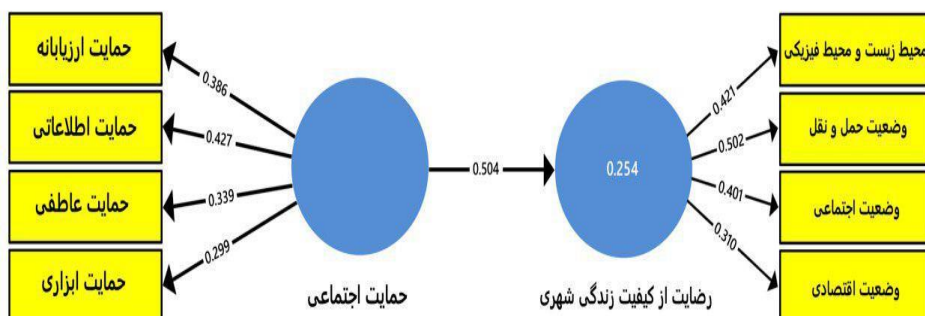 حمایت ارزیابانه
حمایت اطلاعاتی
حمایت عاطفی
حمایت ابزاری
0.386
0.427
0.339
0.299
حمایت اجتماعی
0.504
0.254
رضایت از کیفیت زندگی شهری
0.421
0.502
0.401
0.310
محیط زیست و محیط فیزیکی
وضعیت حمل و نقل
وضعیت اجتماعی
وضعیت اقتصادی